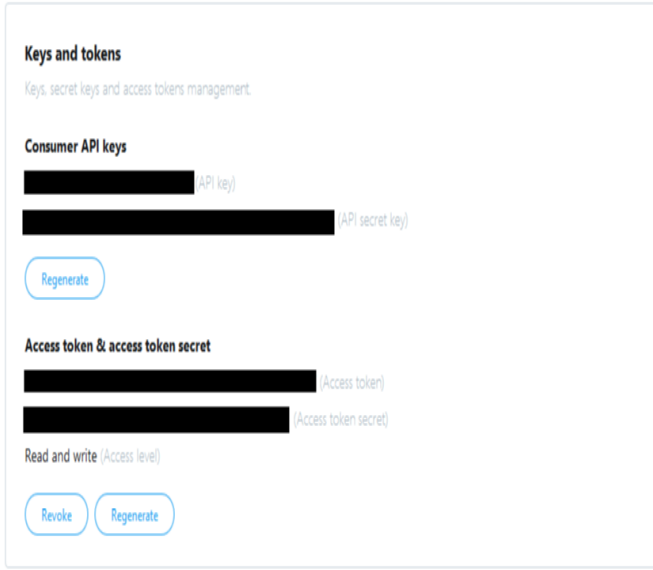 Keys and tokens
Keys, secret keys and access tokens management.
Consumer API keys
(API key)
(API secret key)
Regenerate
Access token & access token secret
(Access token)
(Access token secret)
Read and write (Access level)
Revoke Regenerate